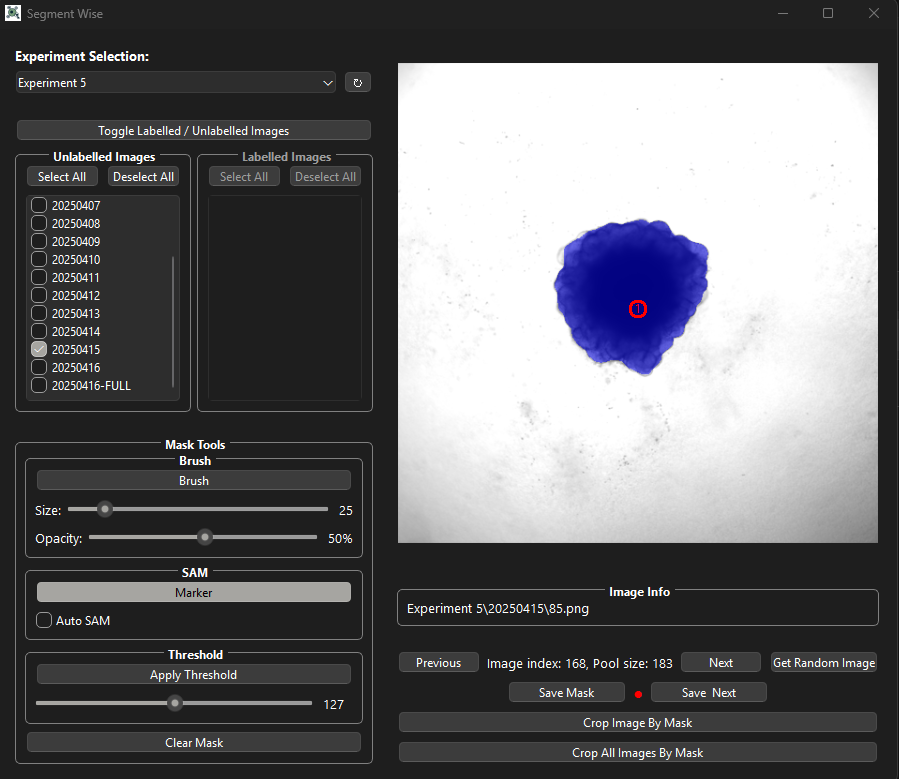 Segment Wise
Experiment Selection:
Experiment 5
Toggle Labelled / Unlabelled Images
Unlabelled Images
Select All
Deselect All
20250407
20250408
20250409
20250410
20250411
20250412
20250413
20250414
20250415
20250416
20250416-FULL
Labelled Images
Select All
Deselect All
Mask Tools
Brush
Brush
Size: 25
Opacity: 50%
SAM
Marker
Auto SAM
Threshold
Apply Threshold
127
Clear Mask
1
Image Info
Experiment 5\20250415\85.png
Previous
Image index: 168, Pool size: 183
Next
Get Random Image
Save Mask
Save Next
Crop Image By Mask
Crop All Images By Mask